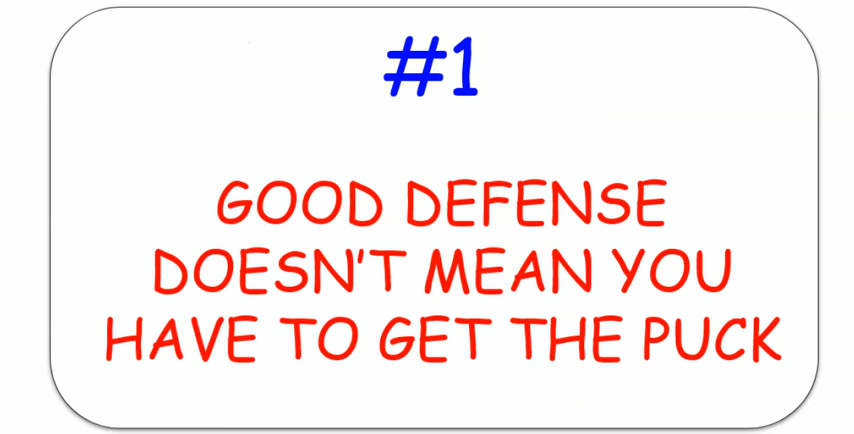 #1
GOOD DEFENSE
DOESN'T MEAN YOU
HAVE TO GET THE PUCK